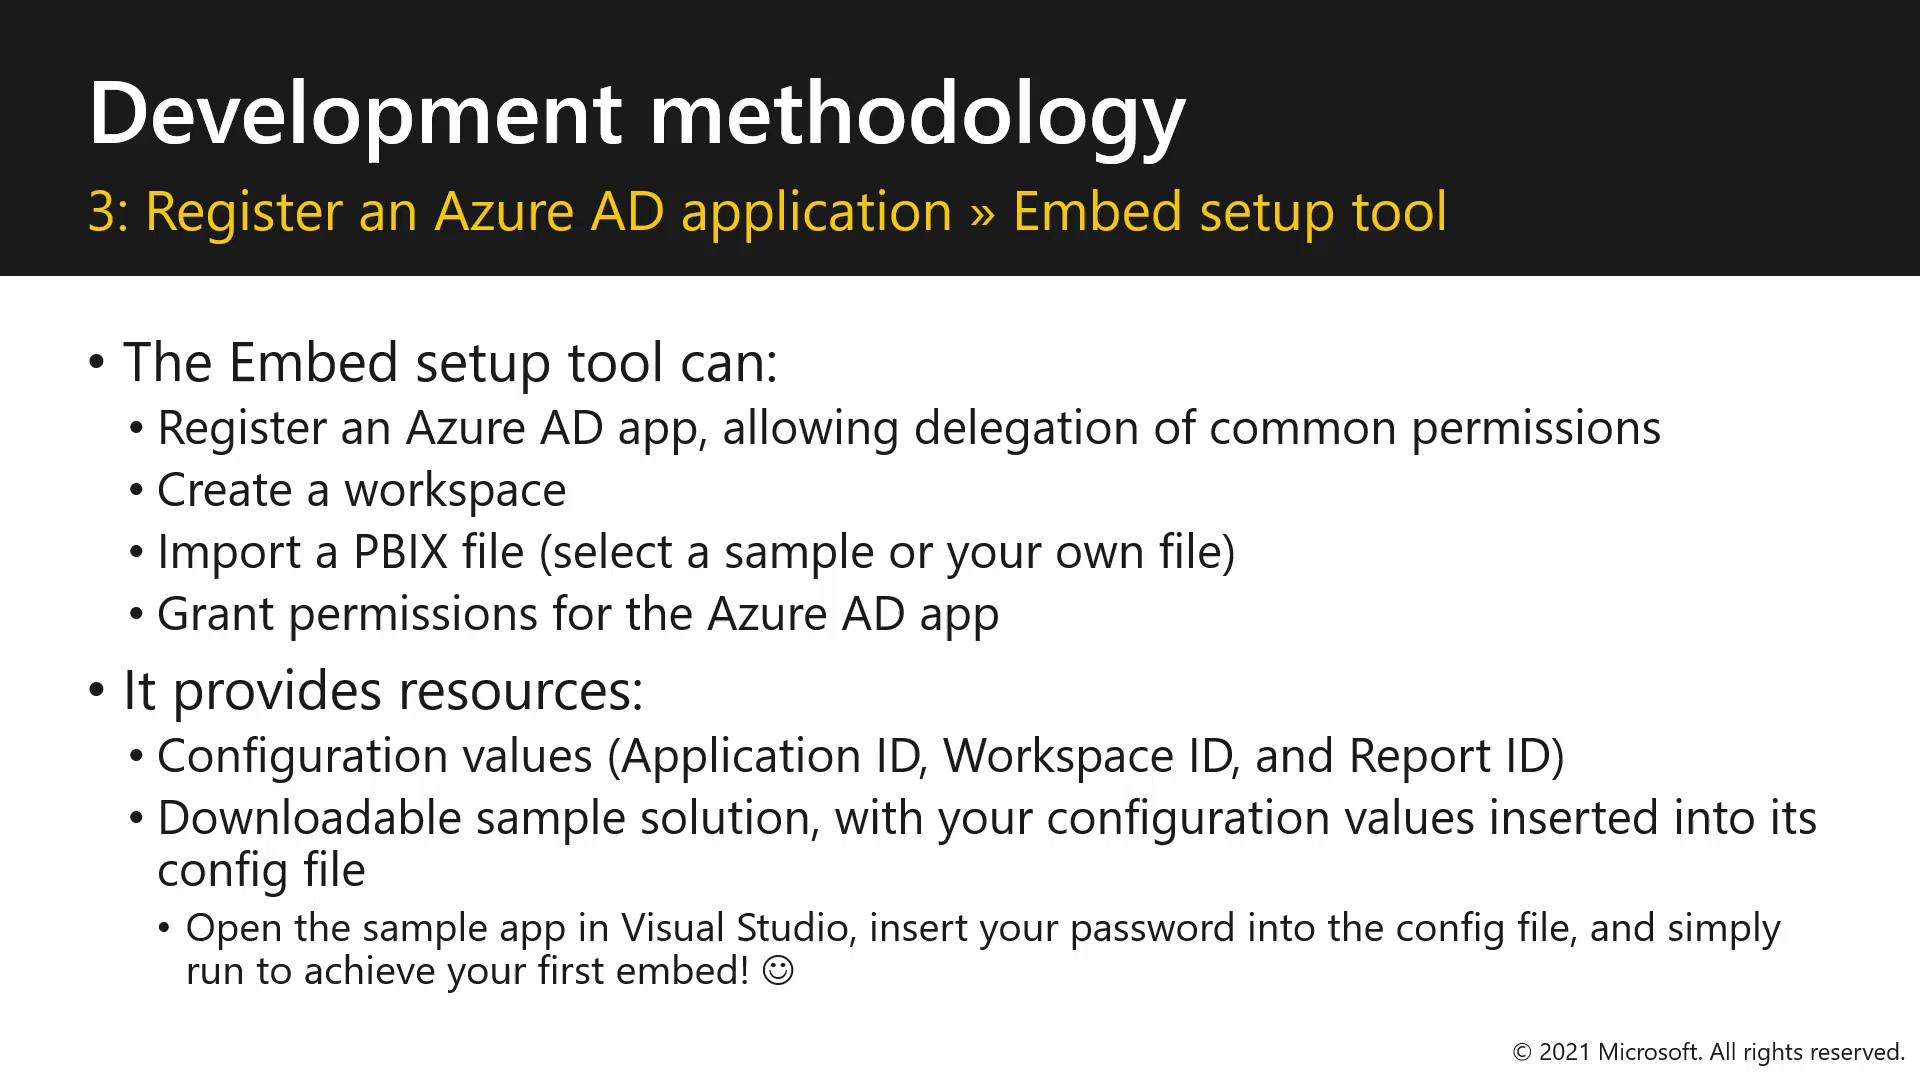 Development methodology
3: Register an Azure AD application » Embed setup tool
• The Embed setup tool can:
• Register an Azure AD app, allowing delegation of common permissions
• Create a workspace
• Import a PBIX file (select a sample or your own file)
• Grant permissions for the Azure AD app
• It provides resources:
• Configuration values (Application ID, Workspace ID, and Report ID)
• Downloadable sample solution, with your configuration values inserted into its
config file
• Open the sample app in Visual Studio, insert your password into the config file, and simply
run to achieve your first embed! ☺
© 2021 Microsoft. All rights reserved.